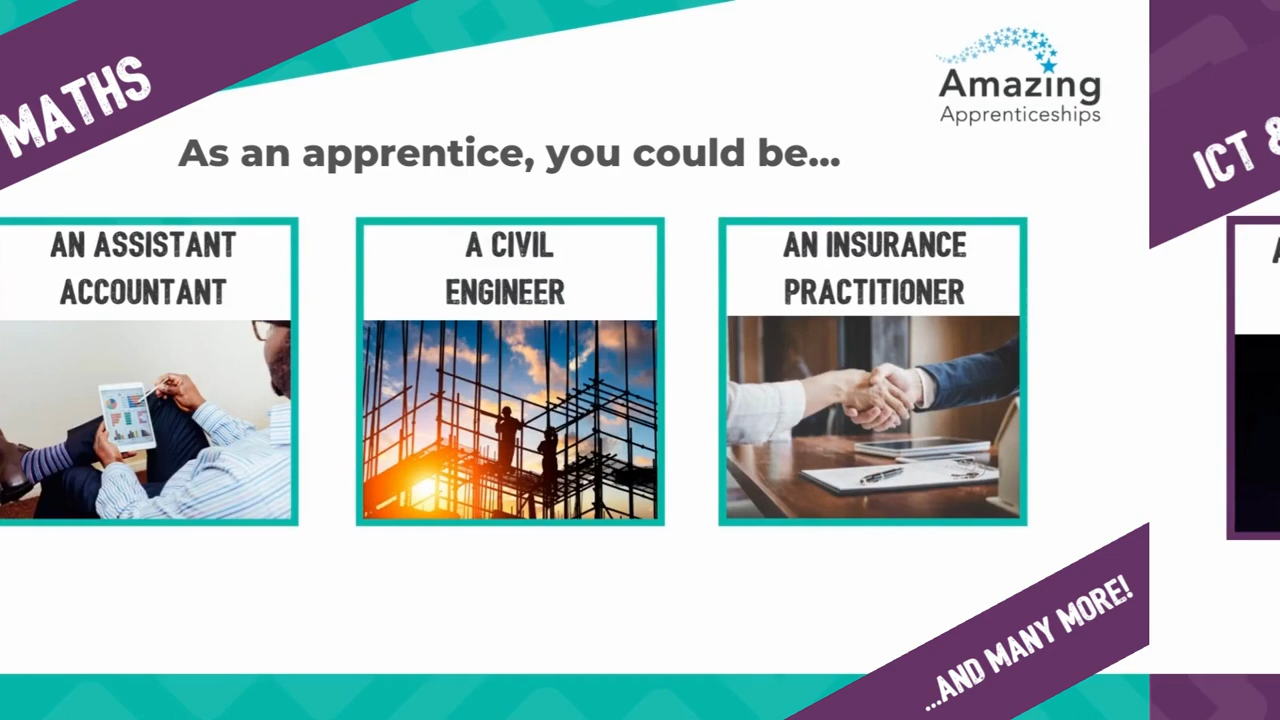 MATHS
Amazing
Apprenticeships
ICT &
As an apprentice, you could be...
AN ASSISTANT
ACCOUNTANT
A CIVIL
ENGINEER
AN INSURANCE
PRACTITIONER
...AND MANY MORE!